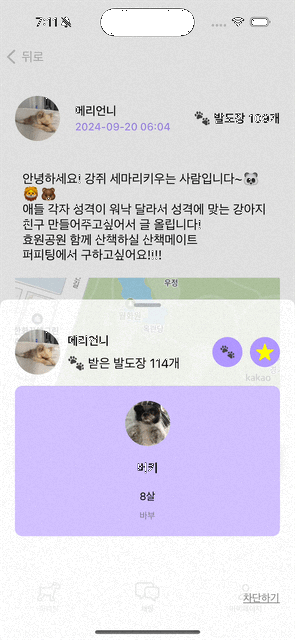 7:11
뒤로
메리언니
2024-09-20 06:04
발도장 109개
안녕하세요! 강쥐 세마리키우는 사람입니다~🐼
🦁🐻
애들 각자 성격이 워낙 달라서 성격에 맞는 강아지
친구 만들어주고싶어서 글 올립니다!
효원공원 함께 산책하실 산책메이트
퍼피팅에서 구하고싶어요!!!!
우정
메리언니
받은 발도장 114개
kakao
8살
바부
차단하기